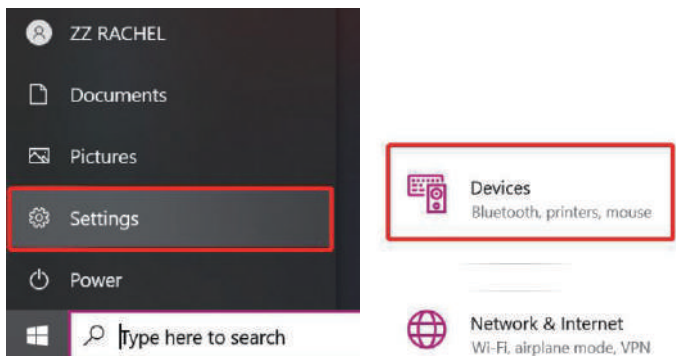 ZZ RACHEL
Documents
Pictures
Settings
Power
Type here to search
Devices
Bluetooth, printers, mouse
Network & Internet
Wi-Fi, airplane mode, VPN